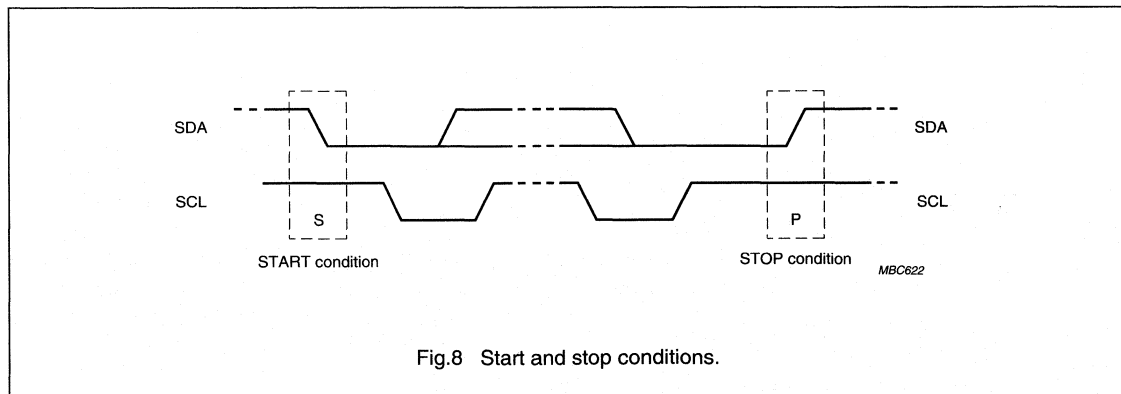 SDA
SDA
SCL
SCL
S
P
START condition
STOP condition
MBC622
Fig.8 Start and stop conditions.